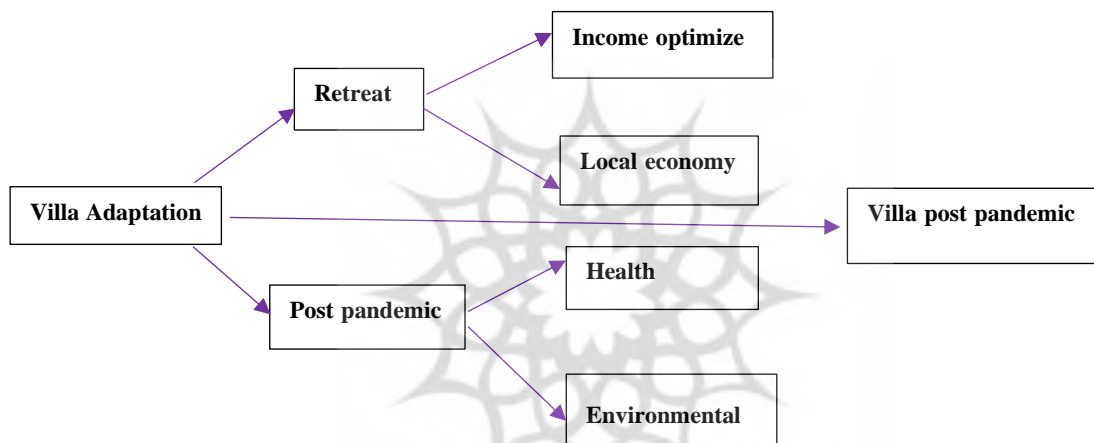 Income optimize
Retreat
Local economy
Villa Adaptation
Villa post pandemic
Health
Post pandemic
Environmental